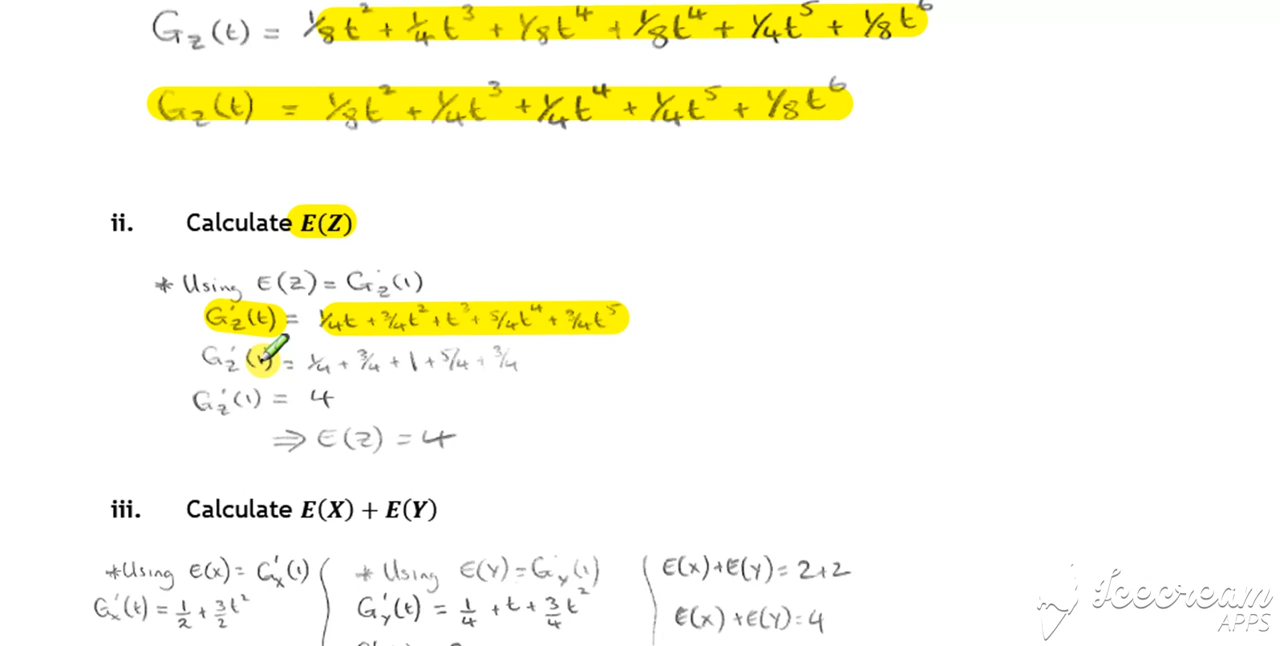 G_Z(t) = 1/8t² + 1/4t³ + 1/8t⁴ + 1/8t⁴ + 1/4t⁵ + 1/8t⁶
G_Z(t) = 1/8t² + 1/4t³ + 1/4t⁴ + 1/4t⁵ + 1/8t⁶
ii. Calculate E(Z)
* Using E(Z) = G'_Z(1)
G'_Z(t) = 1/4t + 3/4t² + t³ + 5/4t⁴ + 3/4t⁵
G'_Z(1) = 1/4 + 3/4 + 1 + 5/4 + 3/4
G'_Z(1) = 4
⇒ E(Z) = 4
iii. Calculate E(X) + E(Y)
* Using E(X) = G'_X(1)
G'_X(t) = 1/2 + 3/2t²
* Using E(Y) = G'_Y(1)
G'_Y(t) = 1/4 + t + 3/4t²
E(X) + E(Y) = 2+2
E(X) + E(Y) = 4
Icecream
APPS